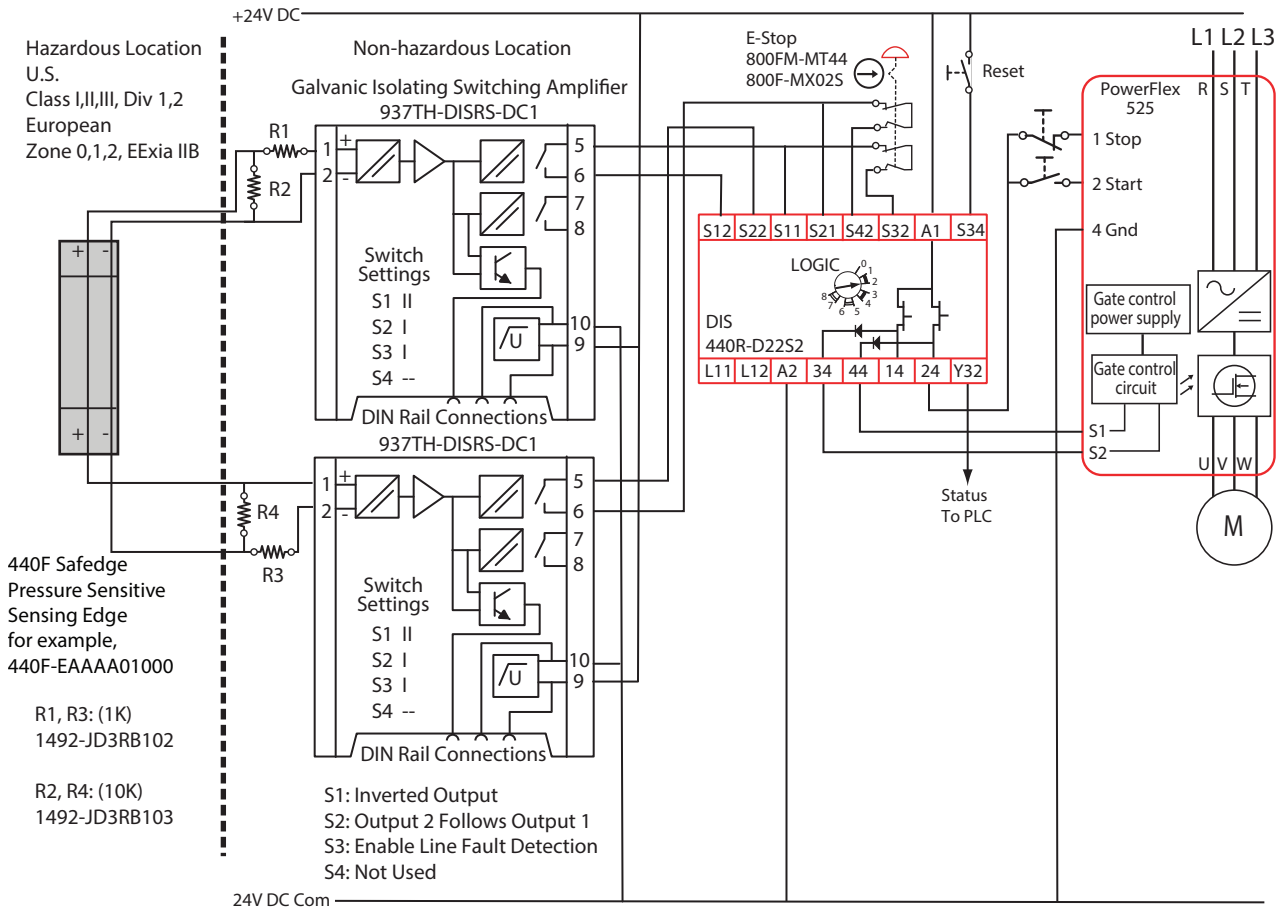 +24V DC
Hazardous Location
U.S.
Class I,II,III, Div 1,2
European
Zone 0,1,2, EExia IIB
Non-hazardous Location
Galvanic Isolating Switching Amplifier
937TH-DISRS-DC1
R1
R2
1
+
2
-
5
6
7
8
10
9
Switch
Settings
S1 II
S2 I
S3 I
S4 --
U
DIN Rail Connections
+ -
+ -
937TH-DISRS-DC1
R4
R3
1
+
2
-
5
6
7
8
10
9
Switch
Settings
S1 II
S2 I
S3 I
S4 --
U
DIN Rail Connections
440F Safedge
Pressure Sensitive
Sensing Edge
for example,
440F-EAAAA01000
R1, R3: (1K)
1492-JD3RB102
R2, R4: (10K)
1492-JD3RB103
S1: Inverted Output
S2: Output 2 Follows Output 1
S3: Enable Line Fault Detection
S4: Not Used
24V DC Com
E-Stop
800FM-MT44
800F-MX02S
Reset
S12 S22 S11 S21 S42 S32 A1 S34
LOGIC
0
1
2
3
4
5
6
7
8
DIS
440R-D22S2
L11 L12 A2 34 44 14 24 Y32
Status
To PLC
L1 L2 L3
R S T
PowerFlex
525
1 Stop
2 Start
4 Gnd
Gate control
power supply
Gate control
circuit
S1
S2
U V W
M